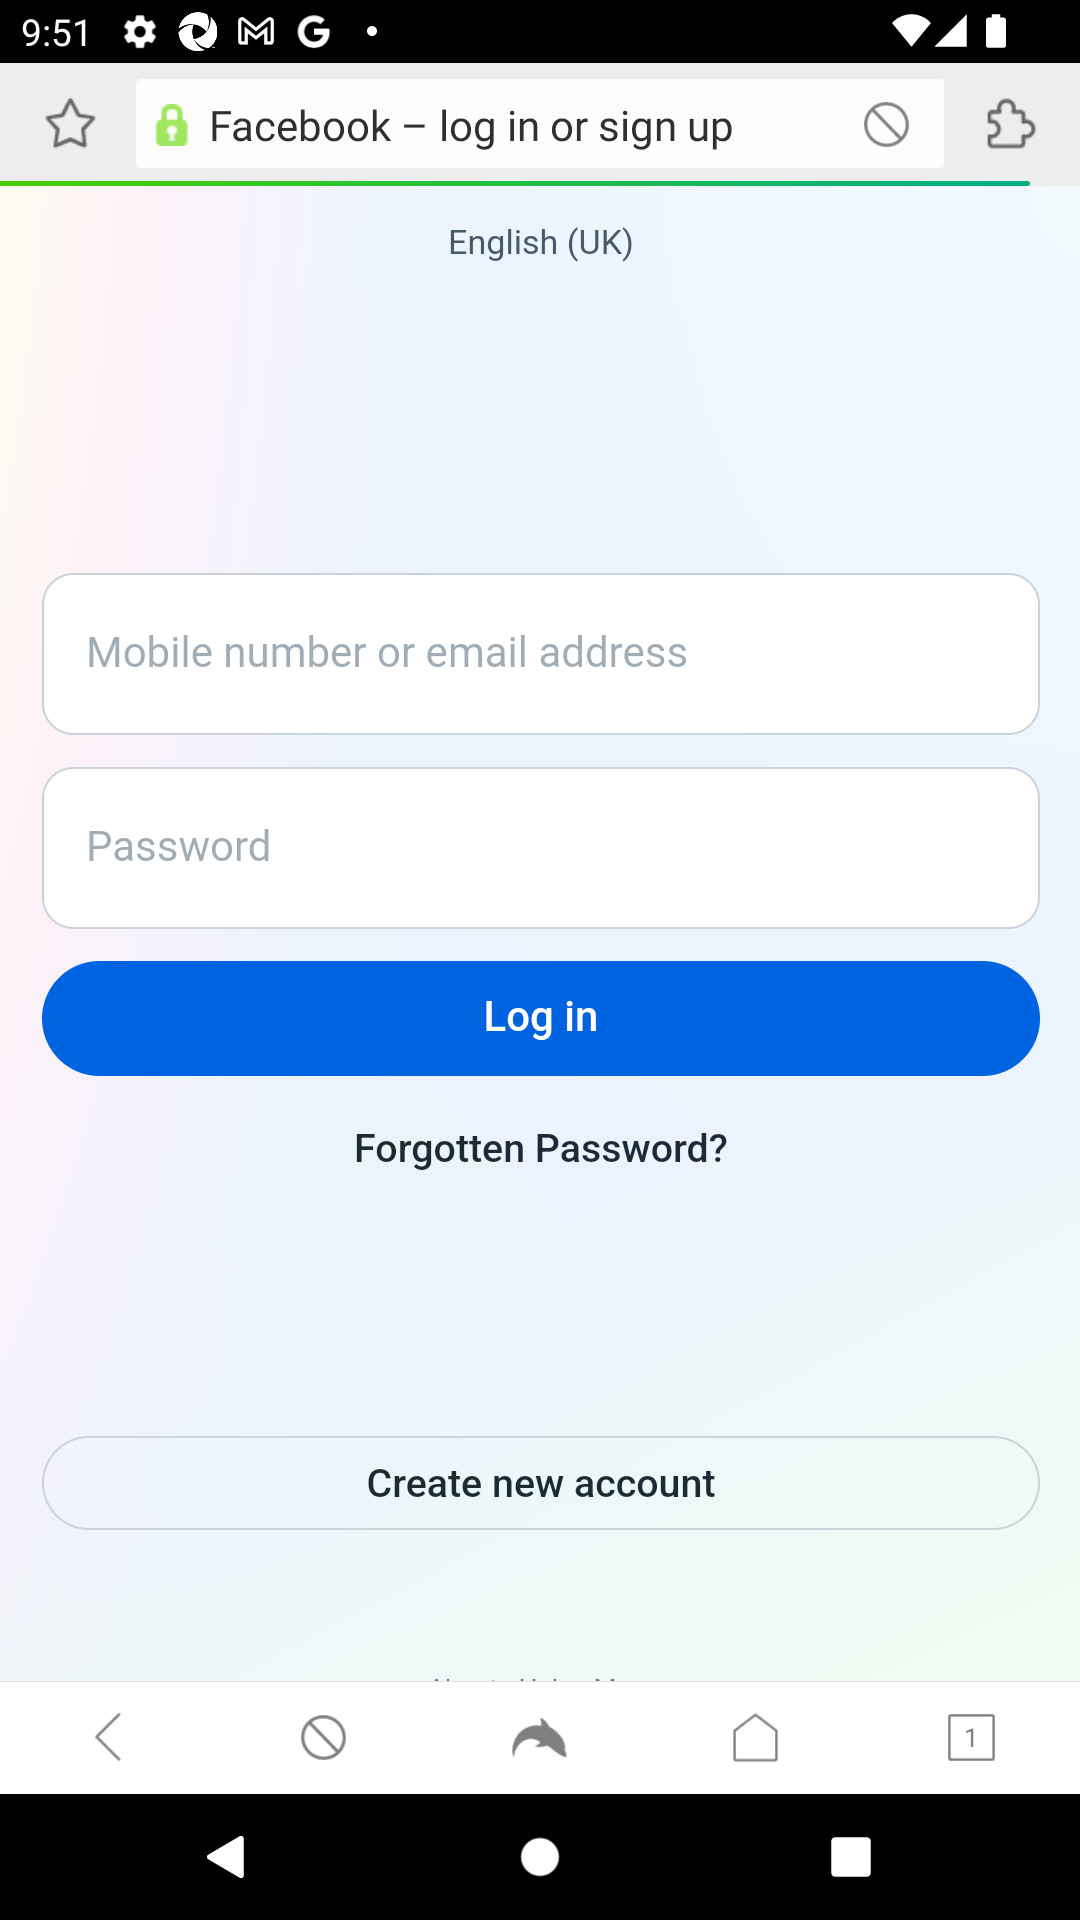 9:51
Facebook – log in or sign up
English (UK)
Mobile number or email address
Password
Log in
Forgotten Password?
Create new account
1